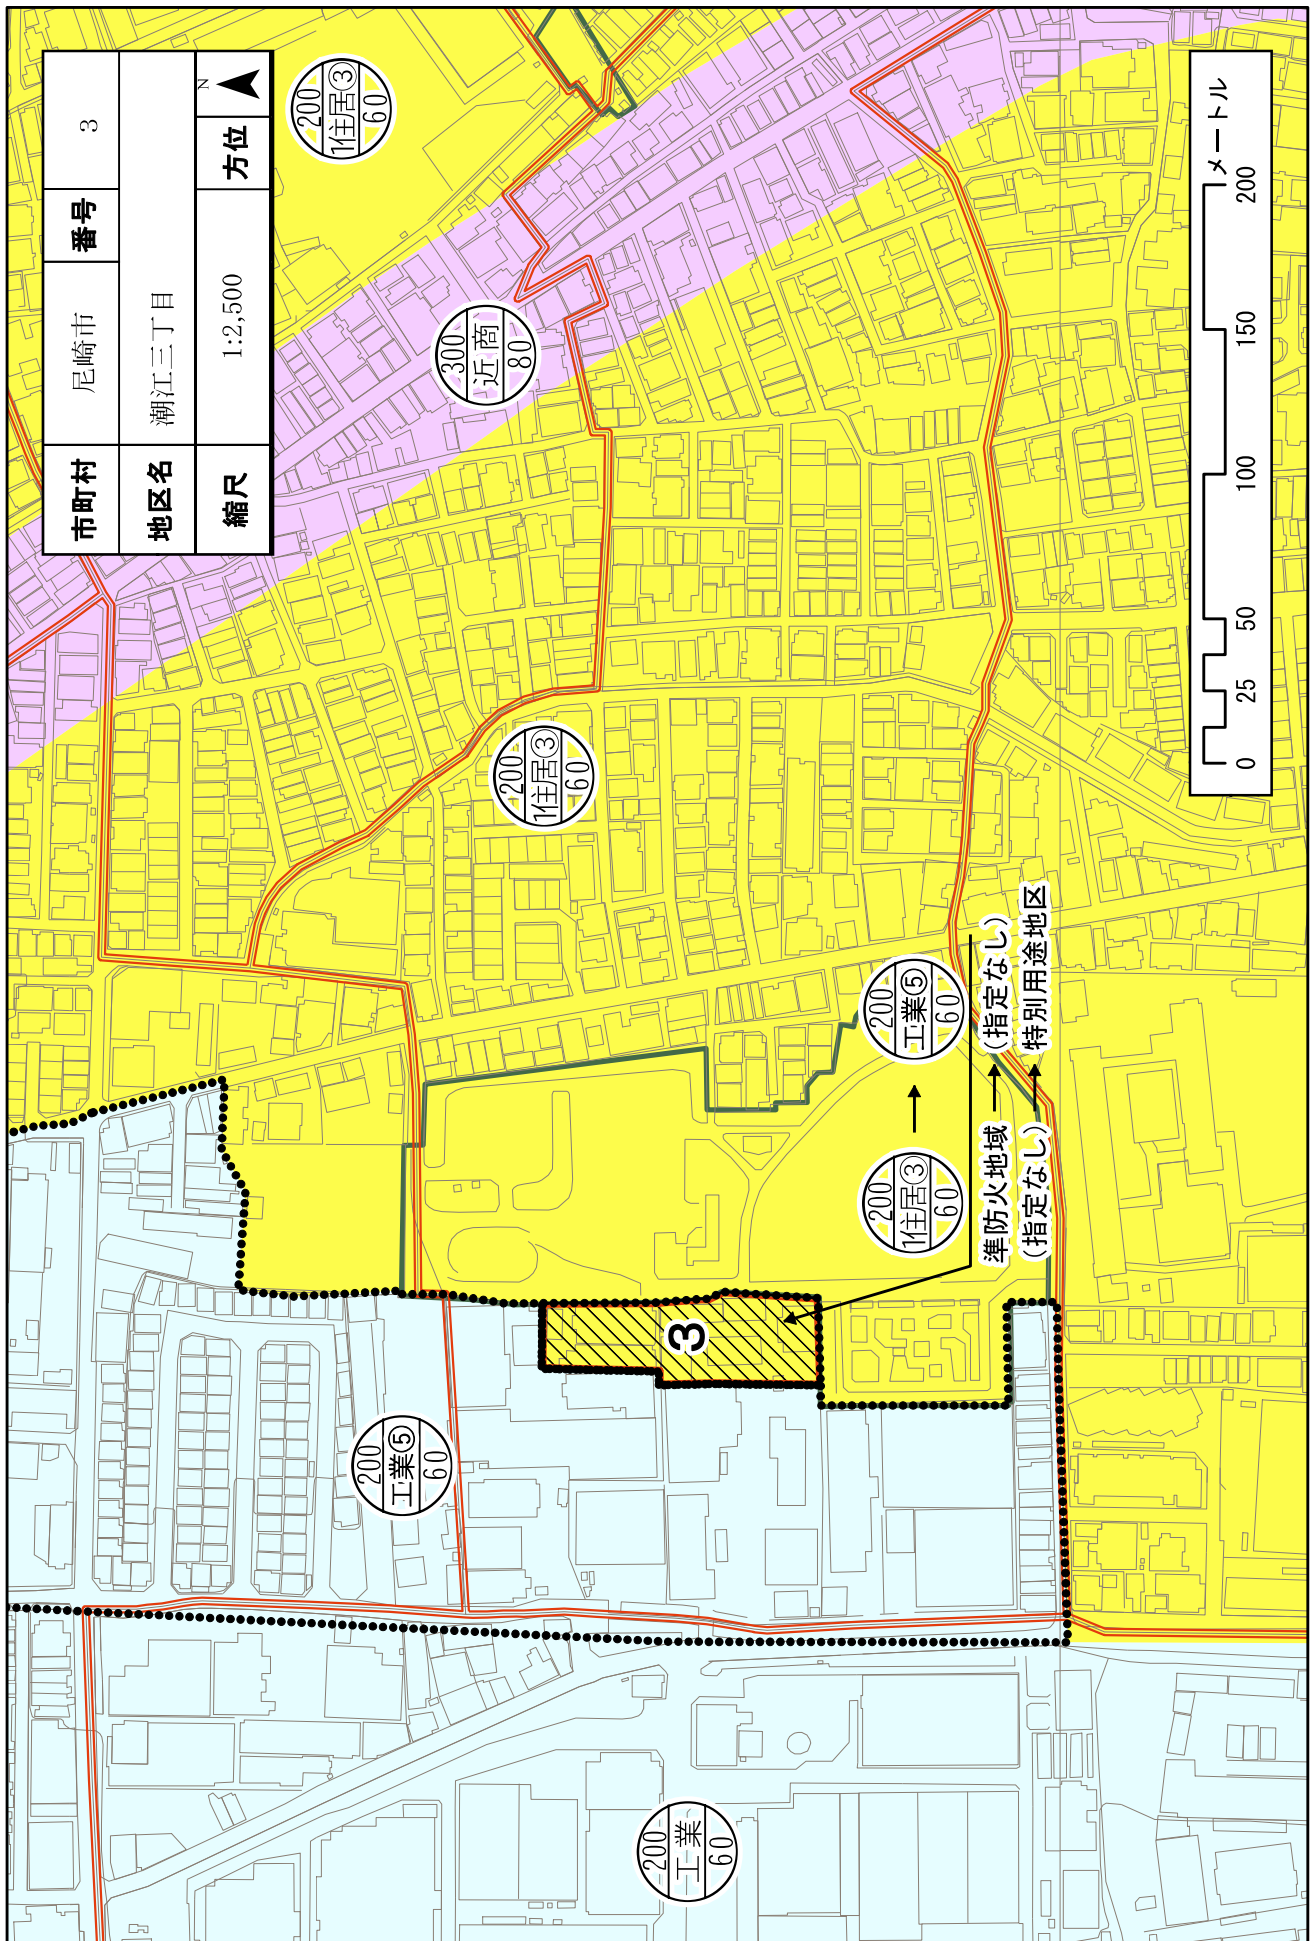 市町村 尼崎市 番号 3
地区名 潮江三丁目
縮尺 1:2,500 方位 N
200
1住居③
60
300
近商
80
200
1住居③
60
200
工業⑤
60
200
工業
60
3
200
1住居③
60
→
200
工業⑤
60
準防火地域 → (指定なし)
(指定なし) → 特別用途地区
0 25 50 100 150 200
メートル